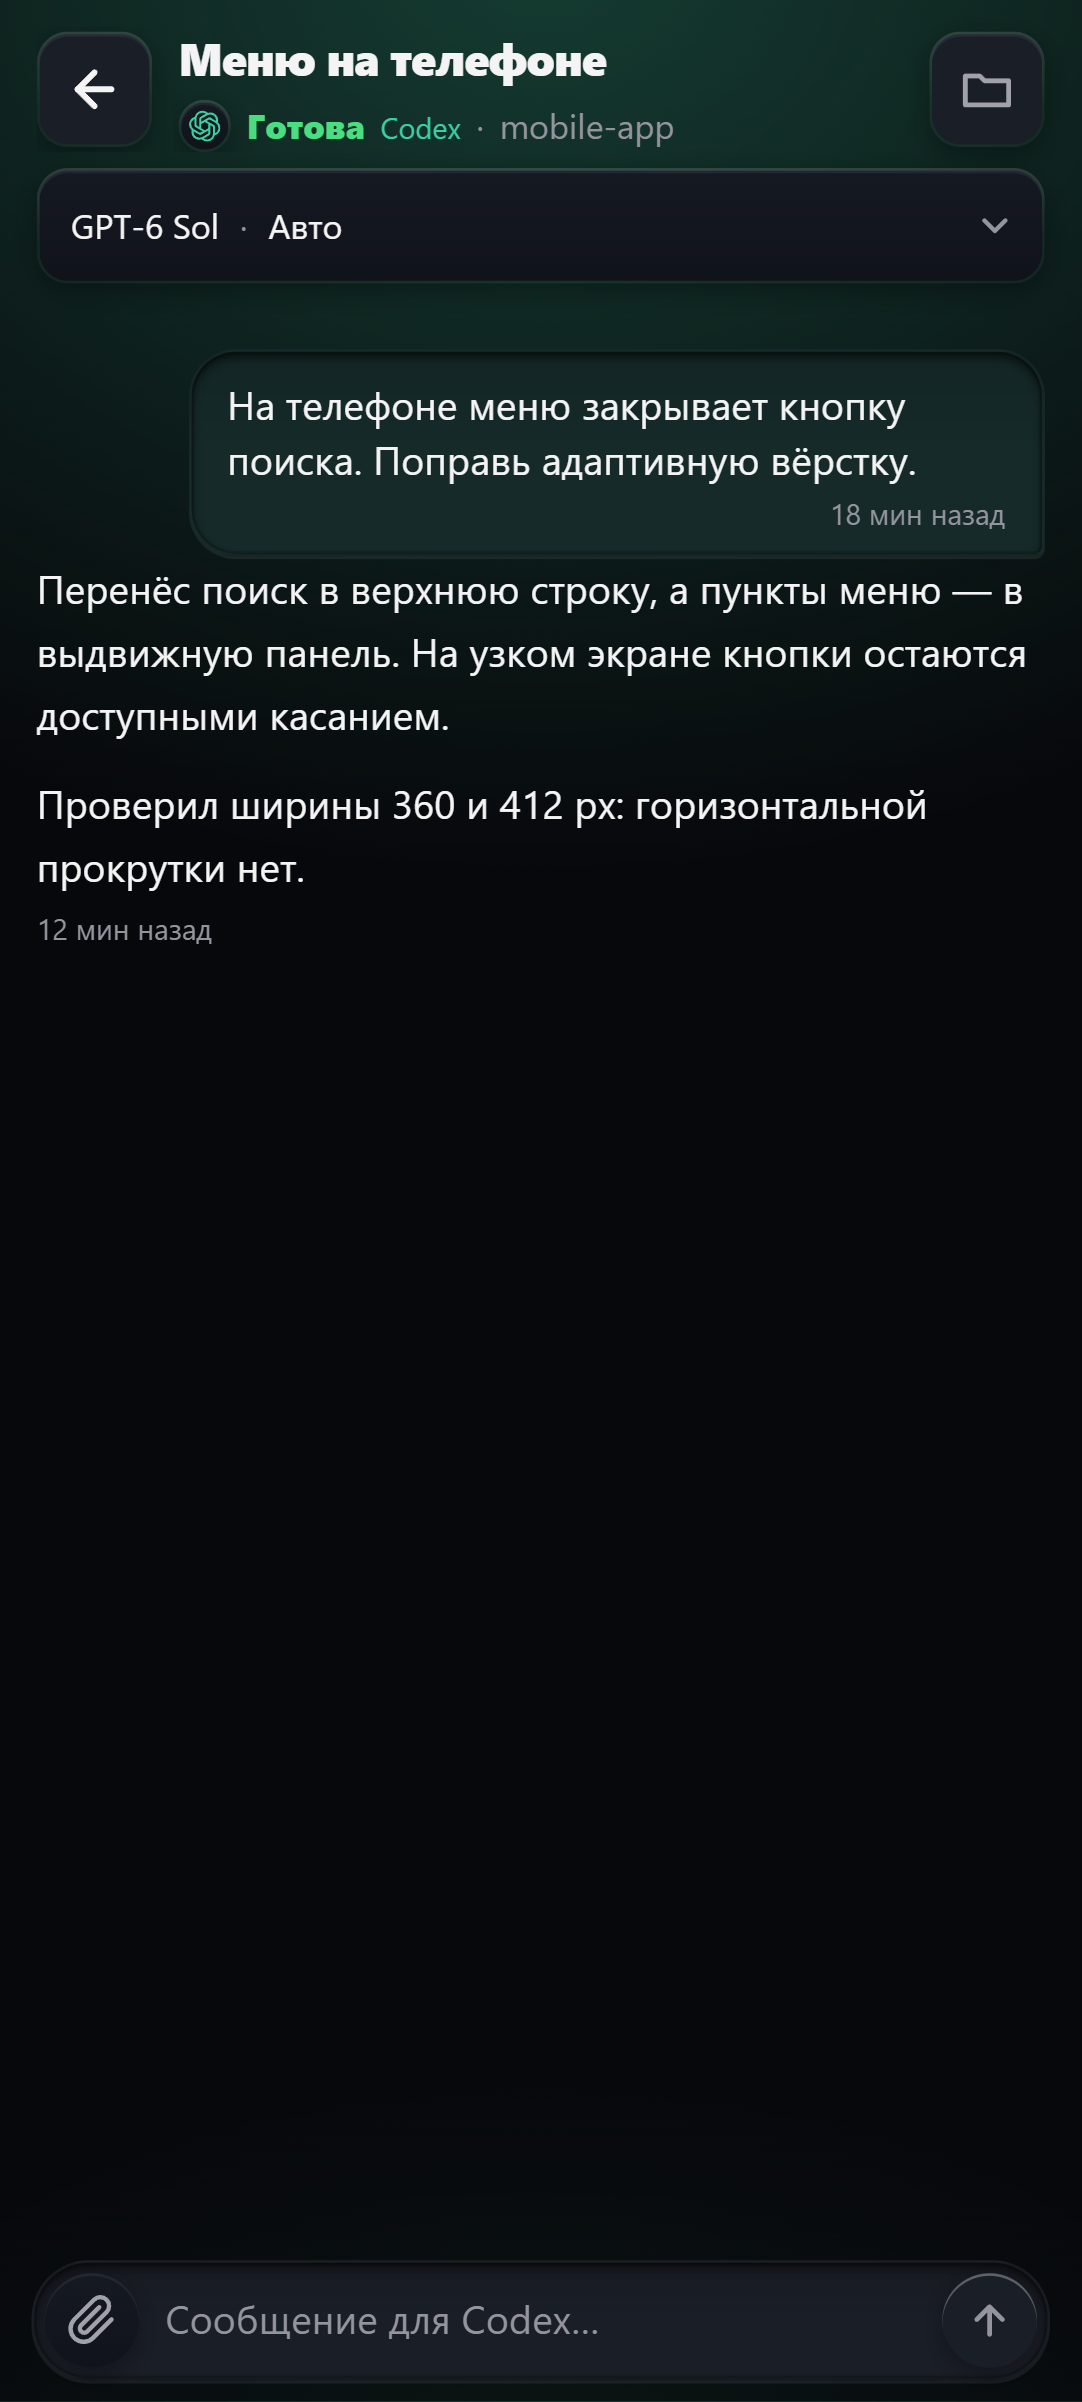 Меню на телефоне
Готова Codex · mobile-app
GPT-6 Sol · Авто
На телефоне меню закрывает кнопку
поиска. Поправь адаптивную вёрстку.
18 мин назад
Перенёс поиск в верхнюю строку, а пункты меню — в
выдвижную панель. На узком экране кнопки остаются
доступными касанием.
Проверил ширины 360 и 412 px: горизонтальной
прокрутки нет.
12 мин назад
Сообщение для Codex...